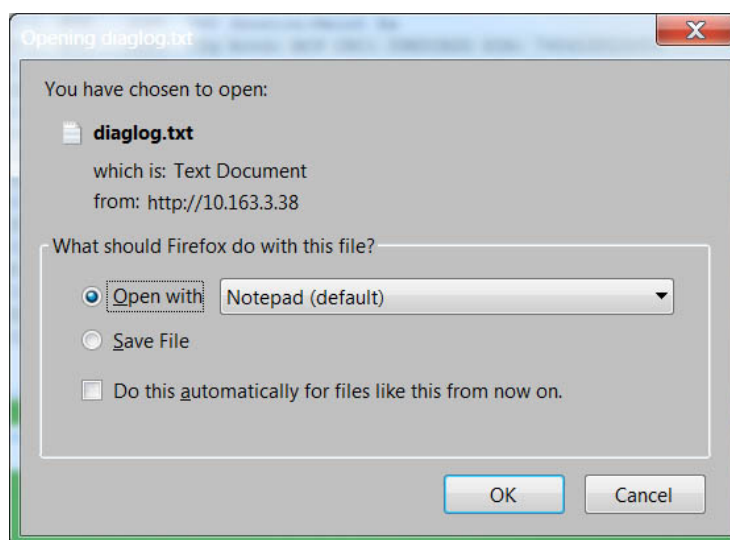 Opening diaglog.txt
You have chosen to open:
diaglog.txt
which is: Text Document
from: http://10.163.3.38
What should Firefox do with this file?
Open with Notepad (default)
Save File
Do this automatically for files like this from now on.
OK Cancel